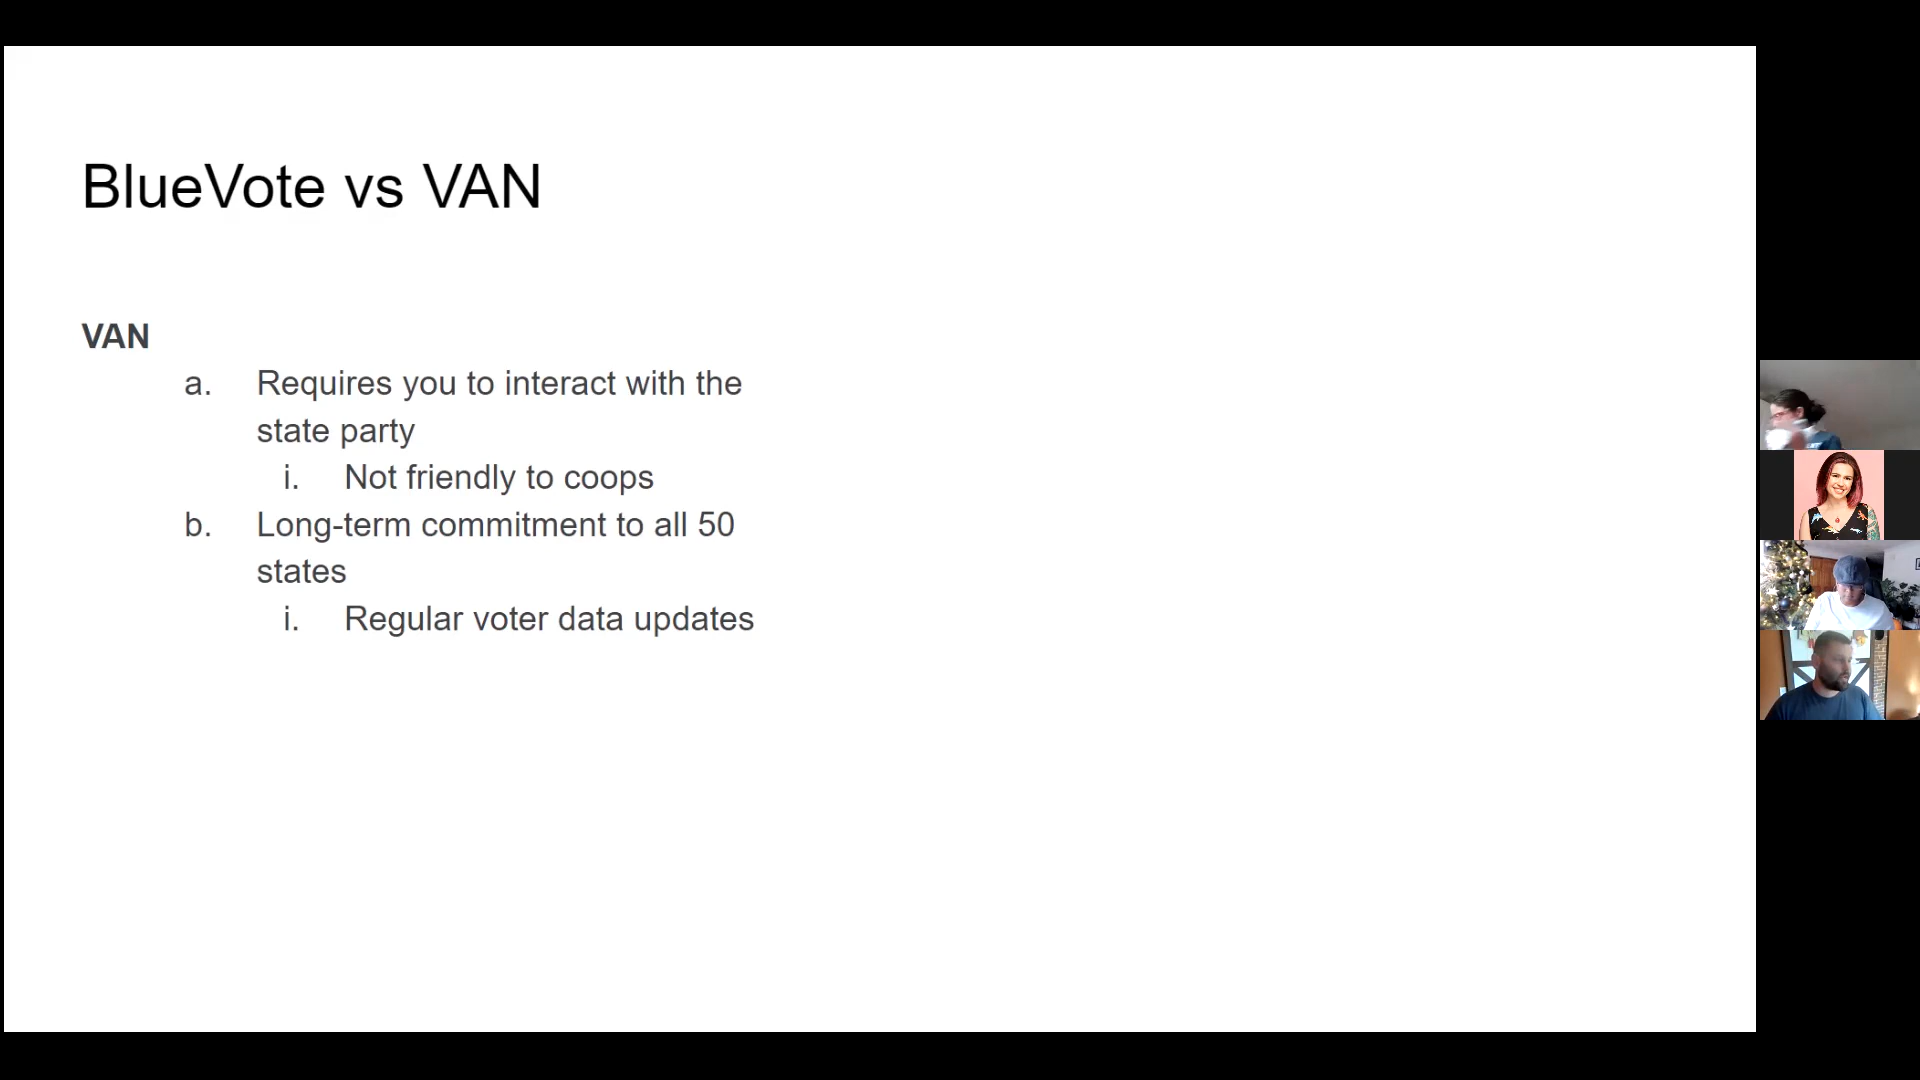 BlueVote vs VAN
VAN
a. Requires you to interact with the
state party
i. Not friendly to coops
b. Long-term commitment to all 50
states
i. Regular voter data updates